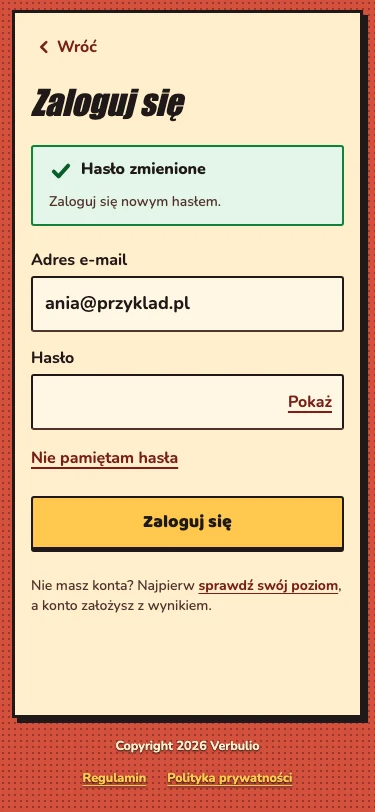 Wróć
Zaloguj się
Hasło zmienione
Zaloguj się nowym hasłem.
Adres e-mail
ania@przyklad.pl
Hasło
Pokaż
Nie pamiętam hasła
Zaloguj się
Nie masz konta? Najpierw sprawdź swój poziom,
a konto założysz z wynikiem.
Copyright 2026 Verbulio
Regulamin Polityka prywatności